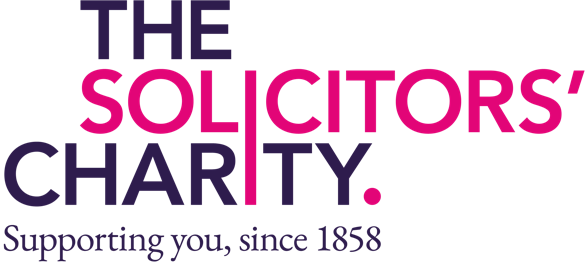 THE
SOLICITORS’
CHARITY.
Supporting you, since 1858